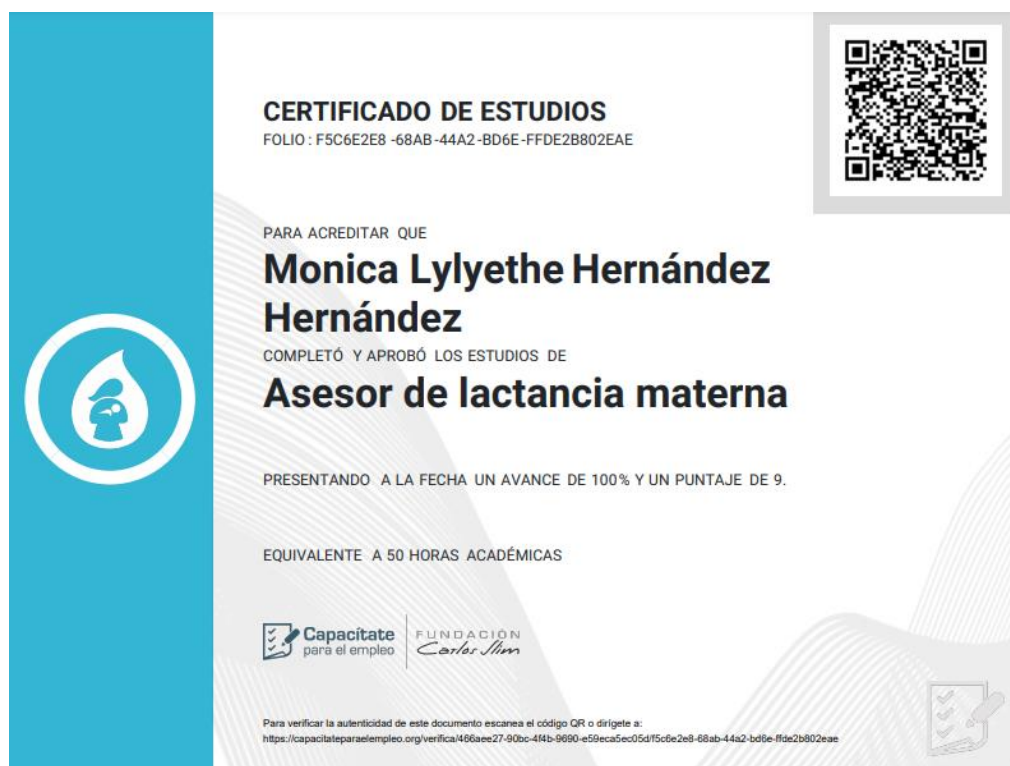 CERTIFICADO DE ESTUDIOS
FOLIO : F5C6E2E8 -68AB-44A2-BD6E-FFDE2B802EAE
PARA ACREDITAR QUE
Monica Lylyethe Hernández
Hernández
COMPLETÓ Y APROBÓ LOS ESTUDIOS DE
Asesor de lactancia materna
PRESENTANDO A LA FECHA UN AVANCE DE 100% Y UN PUNTAJE DE 9.
EQUIVALENTE A 50 HORAS ACADÉMICAS
Capacítate
para el empleo
FUNDACIÓN
Carlos Slim
Para verificar la autenticidad de este documento escanea el código QR o dirígete a:
https://capacitateparaelempleo.org/verifica/466aee27-90bc-4f4b-9690-e59eca5ec05d/f5c6e2e8-68ab-44a2-bd6e-ffde2b802eae